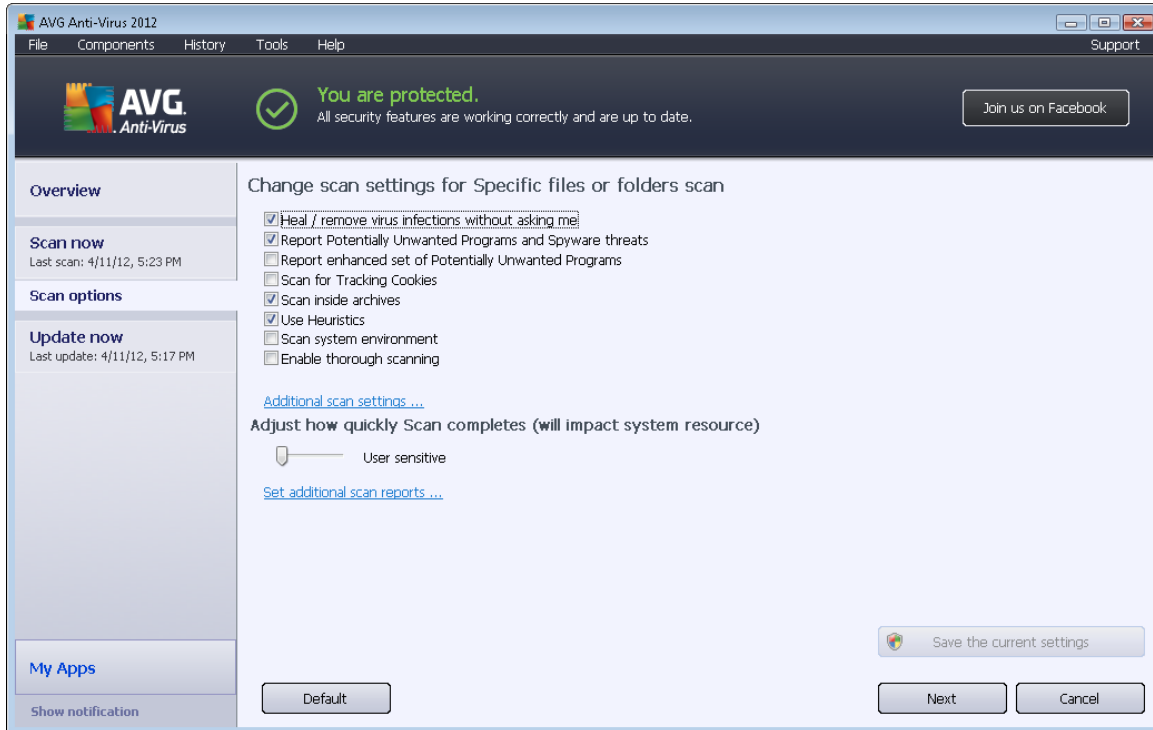 AVG Anti-Virus 2012
File Components History Tools Help Support
AVG.
Anti-Virus
You are protected.
All security features are working correctly and are up to date.
Join us on Facebook
Overview
Scan now
Last scan: 4/11/12, 5:23 PM
Scan options
Update now
Last update: 4/11/12, 5:17 PM
My Apps
Show notification
Change scan settings for Specific files or folders scan
Heal / remove virus infections without asking me
Report Potentially Unwanted Programs and Spyware threats
Report enhanced set of Potentially Unwanted Programs
Scan for Tracking Cookies
Scan inside archives
Use Heuristics
Scan system environment
Enable thorough scanning
Additional scan settings ...
Adjust how quickly Scan completes (will impact system resource)
User sensitive
Set additional scan reports ...
Save the current settings
Default
Next
Cancel